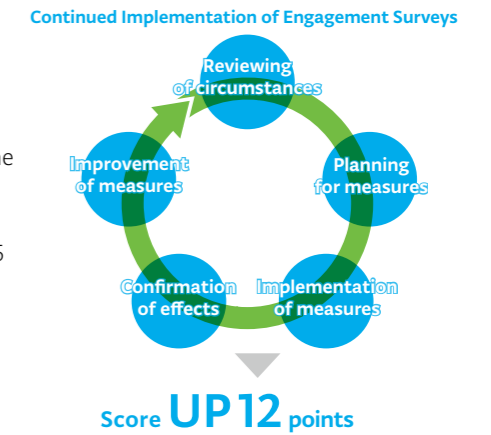 Continued Implementation of Engagement Surveys
Reviewing
of circumstances
Planning
for measures
Implementation
of measures
Confirmation
of effects
Improvement
of measures
Score UP 12 points